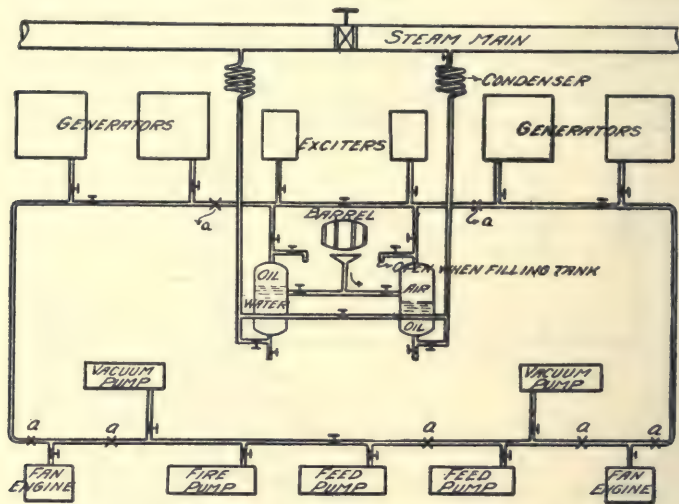 STEAM MAIN
CONDENSER
GENERATORS
EXCITERS
GENERATORS
a
BARREL
a
OPEN WHEN FILLING TANK
OIL
WATER
AIR
OIL
VACUUM
PUMP
VACUUM
PUMP
a
a
a
a
a
FAN
ENGINE
FIRE
PUMP
FEED
PUMP
FEED
PUMP
FAN
ENGINE